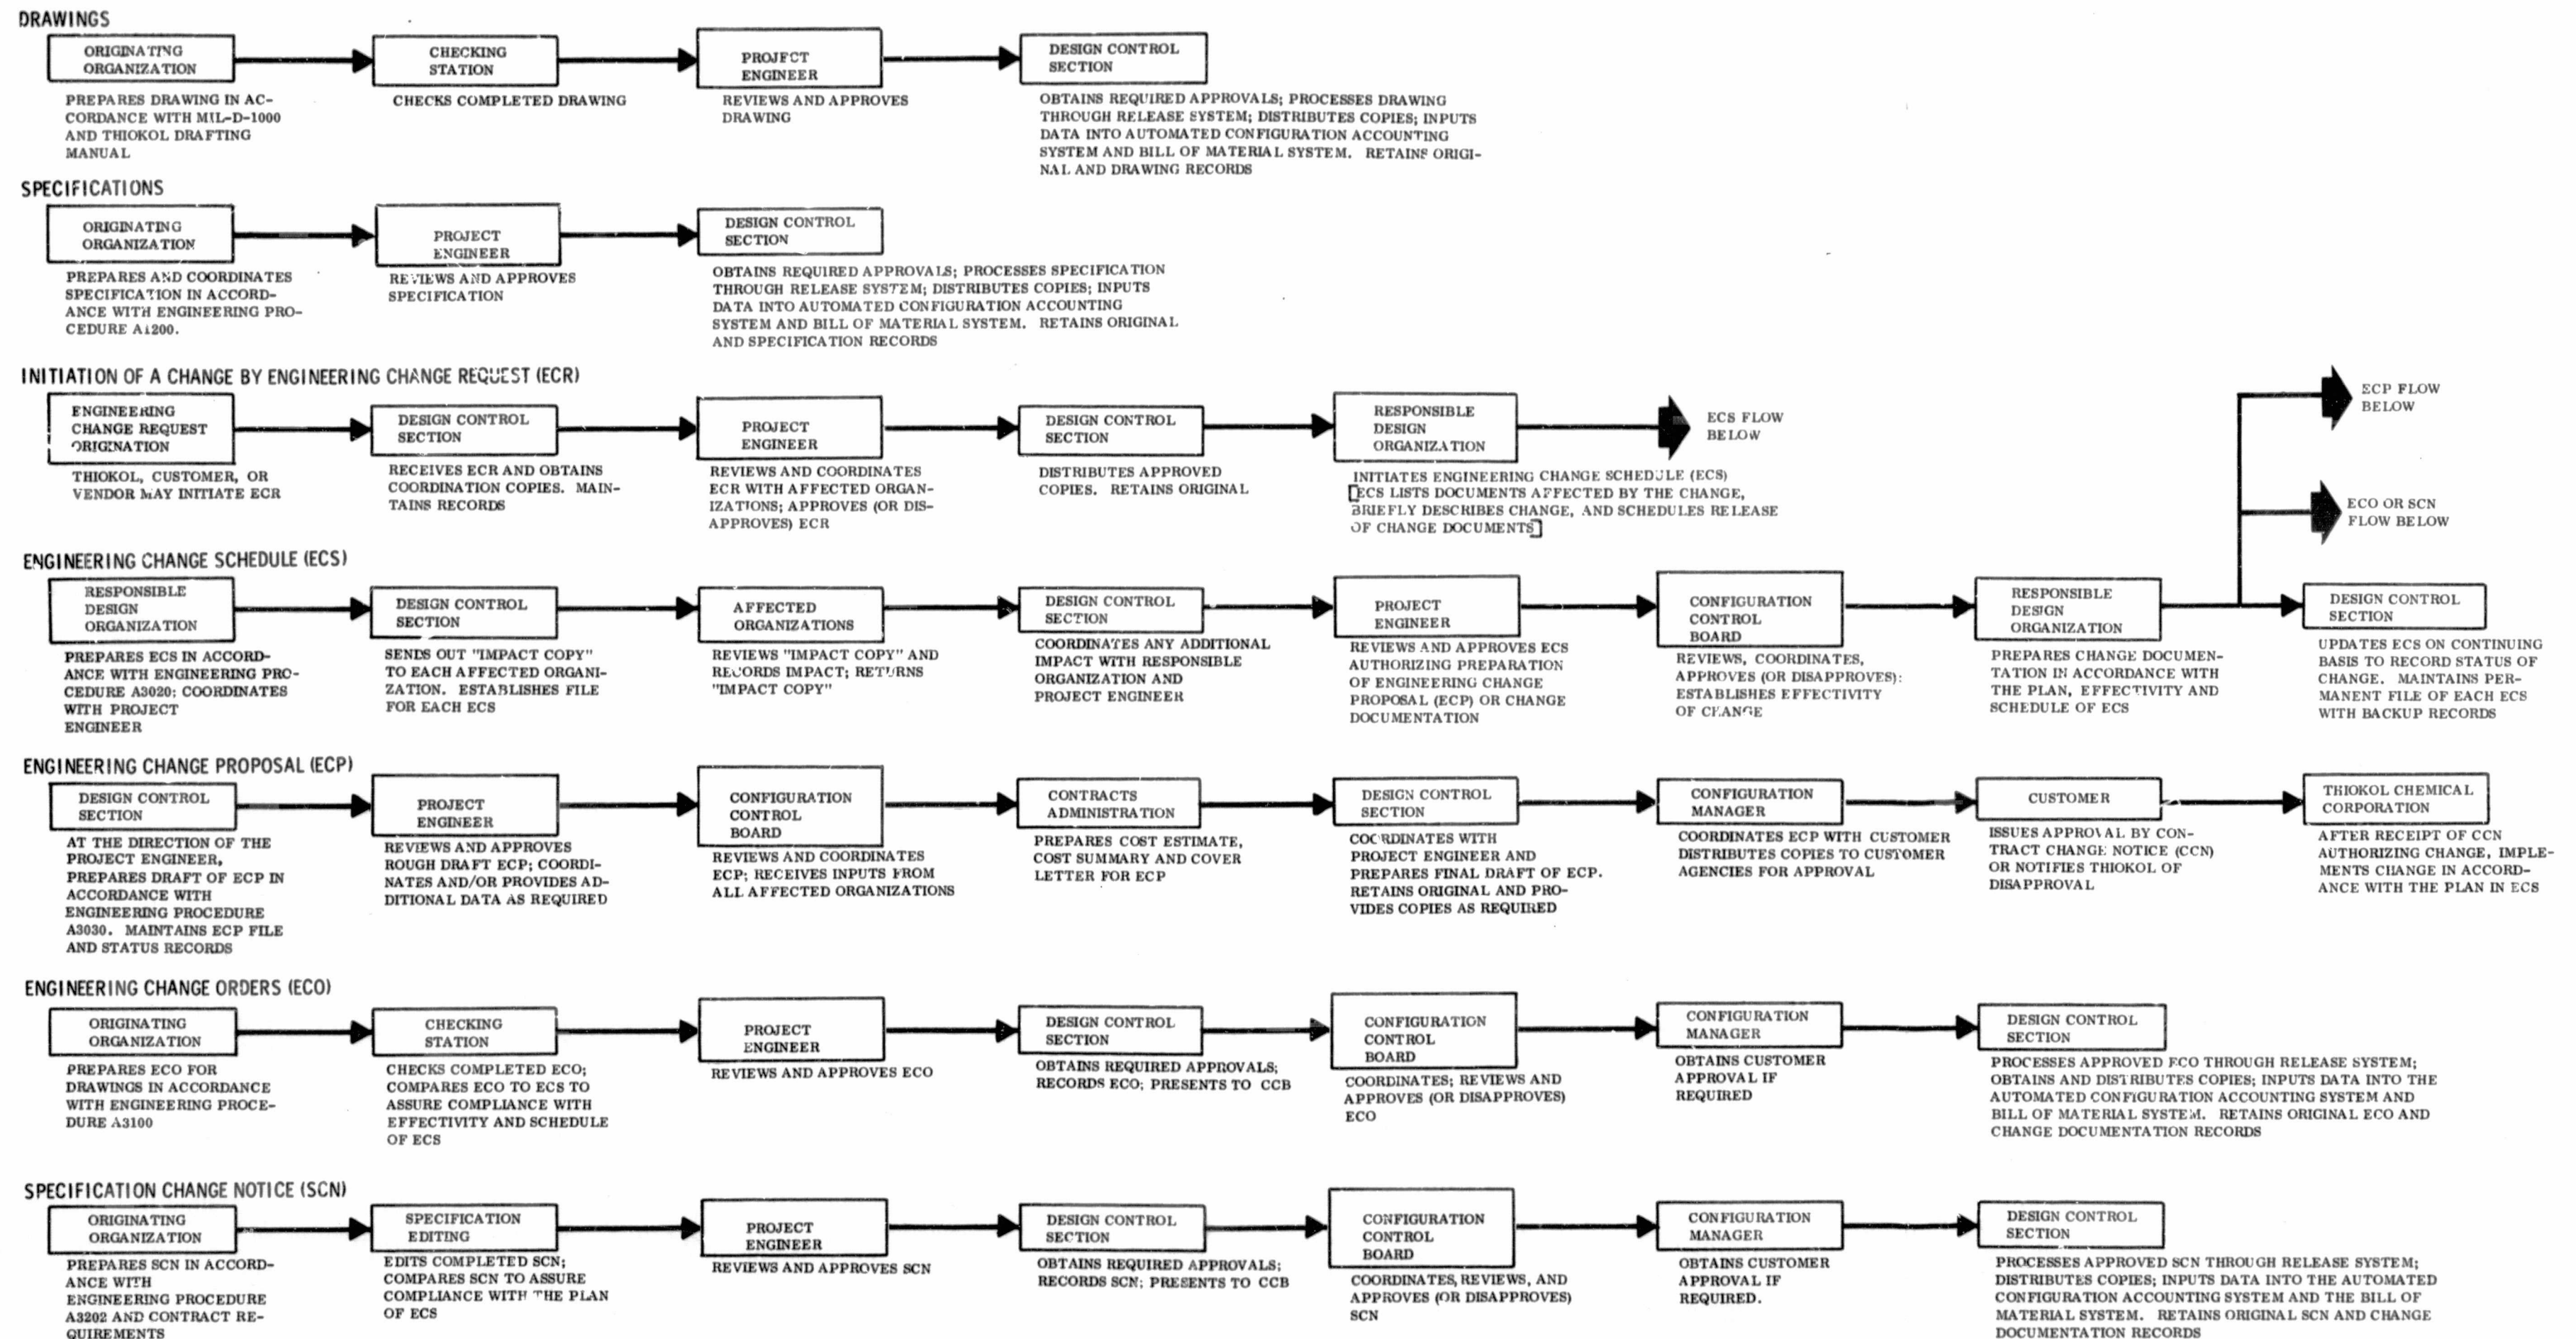 DRAWINGS
ORIGINATING
ORGANIZATION
PREPARES DRAWING IN AC-
CORDANCE WITH MIL-D-1000
AND THIOKOL DRAFTING
MANUAL
CHECKING
STATION
CHECKS COMPLETED DRAWING
PROJECT
ENGINEER
REVIEWS AND APPROVES
DRAWING
DESIGN CONTROL
SECTION
OBTAINS REQUIRED APPROVALS; PROCESSES DRAWING
THROUGH RELEASE SYSTEM; DISTRIBUTES COPIES; INPUTS
DATA INTO AUTOMATED CONFIGURATION ACCOUNTING
SYSTEM AND BILL OF MATERIAL SYSTEM. RETAINS ORIGI-
NAL AND DRAWING RECORDS
SPECIFICATIONS
ORIGINATING
ORGANIZATION
PREPARES AND COORDINATES
SPECIFICATION IN ACCORD-
ANCE WITH ENGINEERING PRO-
CEDURE A1200.
PROJECT
ENGINEER
REVIEWS AND APPROVES
SPECIFICATION
DESIGN CONTROL
SECTION
OBTAINS REQUIRED APPROVALS; PROCESSES SPECIFICATION
THROUGH RELEASE SYSTEM; DISTRIBUTES COPIES; INPUTS
DATA INTO AUTOMATED CONFIGURATION ACCOUNTING
SYSTEM AND BILL OF MATERIAL SYSTEM. RETAINS ORIGINAL
AND SPECIFICATION RECORDS
INITIATION OF A CHANGE BY ENGINEERING CHANGE REQUEST (ECR)
ENGINEERING
CHANGE REQUEST
ORIGINATION
THIOKOL, CUSTOMER, OR
VENDOR MAY INITIATE ECR
DESIGN CONTROL
SECTION
RECEIVES ECR AND OBTAINS
COORDINATION COPIES. MAIN-
TAINS RECORDS
PROJECT
ENGINEER
REVIEWS AND COORDINATES
ECR WITH AFFECTED ORGAN-
IZATIONS; APPROVES (OR DIS-
APPROVES) ECR
DESIGN CONTROL
SECTION
DISTRIBUTES APPROVED
COPIES. RETAINS ORIGINAL
RESPONSIBLE
DESIGN
ORGANIZATION
INITIATES ENGINEERING CHANGE SCHEDULE (ECS)
[ECS LISTS DOCUMENTS AFFECTED BY THE CHANGE,
BRIEFLY DESCRIBES CHANGE, AND SCHEDULES RELEASE
OF CHANGE DOCUMENTS]
ECS FLOW
BELOW
ECP FLOW
BELOW
ECO OR SCN
FLOW BELOW
ENGINEERING CHANGE SCHEDULE (ECS)
RESPONSIBLE
DESIGN
ORGANIZATION
PREPARES ECS IN ACCORD-
ANCE WITH ENGINEERING PRO-
CEDURE A3020; COORDINATES
WITH PROJECT
ENGINEER
DESIGN CONTROL
SECTION
SENDS OUT "IMPACT COPY"
TO EACH AFFECTED ORGANI-
ZATION. ESTABLISHES FILE
FOR EACH ECS
AFFECTED
ORGANIZATIONS
REVIEWS "IMPACT COPY" AND
RECORDS IMPACT; RETURNS
"IMPACT COPY"
DESIGN CONTROL
SECTION
COORDINATES ANY ADDITIONAL
IMPACT WITH RESPONSIBLE
ORGANIZATION AND
PROJECT ENGINEER
PROJECT
ENGINEER
REVIEWS AND APPROVES ECS
AUTHORIZING PREPARATION
OF ENGINEERING CHANGE
PROPOSAL (ECP) OR CHANGE
DOCUMENTATION
CONFIGURATION
CONTROL
BOARD
REVIEWS, COORDINATES,
APPROVES (OR DISAPPROVES):
ESTABLISHES EFFECTIVITY
OF CHANGE
RESPONSIBLE
DESIGN
ORGANIZATION
PREPARES CHANGE DOCUMEN-
TATION IN ACCORDANCE WITH
THE PLAN, EFFECTIVITY AND
SCHEDULE OF ECS
DESIGN CONTROL
SECTION
UPDATES ECS ON CONTINUING
BASIS TO RECORD STATUS OF
CHANGE. MAINTAINS PER-
MANENT FILE OF EACH ECS
WITH BACKUP RECORDS
ENGINEERING CHANGE PROPOSAL (ECP)
DESIGN CONTROL
SECTION
AT THE DIRECTION OF THE
PROJECT ENGINEER,
PREPARES DRAFT OF ECP IN
ACCORDANCE WITH
ENGINEERING PROCEDURE
A3030. MAINTAINS ECP FILE
AND STATUS RECORDS
PROJECT
ENGINEER
REVIEWS AND APPROVES
ROUGH DRAFT ECP; COORDI-
NATES AND/OR PROVIDES AD-
DITIONAL DATA AS REQUIRED
CONFIGURATION
CONTROL
BOARD
REVIEWS AND COORDINATES
ECP; RECEIVES INPUTS FROM
ALL AFFECTED ORGANIZATIONS
CONTRACTS
ADMINISTRATION
PREPARES COST ESTIMATE,
COST SUMMARY AND COVER
LETTER FOR ECP
DESIGN CONTROL
SECTION
COORDINATES WITH
PROJECT ENGINEER AND
PREPARES FINAL DRAFT OF ECP.
RETAINS ORIGINAL AND PRO-
VIDES COPIES AS REQUIRED
CONFIGURATION
MANAGER
COORDINATES ECP WITH CUSTOMER
DISTRIBUTES COPIES TO CUSTOMER
AGENCIES FOR APPROVAL
CUSTOMER
ISSUES APPROVAL BY CON-
TRACT CHANGE NOTICE (CCN)
OR NOTIFIES THIOKOL OF
DISAPPROVAL
THIOKOL CHEMICAL
CORPORATION
AFTER RECEIPT OF CCN
AUTHORIZING CHANGE, IMPLE-
MENTS CHANGE IN ACCORD-
ANCE WITH THE PLAN IN ECS
ENGINEERING CHANGE ORDERS (ECO)
ORIGINATING
ORGANIZATION
PREPARES ECO FOR
DRAWINGS IN ACCORDANCE
WITH ENGINEERING PROCE-
DURE A3100
CHECKING
STATION
CHECKS COMPLETED ECO;
COMPARES ECO TO ECS TO
ASSURE COMPLIANCE WITH
EFFECTIVITY AND SCHEDULE
OF ECS
PROJECT
ENGINEER
REVIEWS AND APPROVES ECO
DESIGN CONTROL
SECTION
OBTAINS REQUIRED APPROVALS;
RECORDS ECO; PRESENTS TO CCB
CONFIGURATION
CONTROL
BOARD
COORDINATES; REVIEWS AND
APPROVES (OR DISAPPROVES)
ECO
CONFIGURATION
MANAGER
OBTAINS CUSTOMER
APPROVAL IF
REQUIRED
DESIGN CONTROL
SECTION
PROCESSES APPROVED ECO THROUGH RELEASE SYSTEM;
OBTAINS AND DISTRIBUTES COPIES; INPUTS DATA INTO THE
AUTOMATED CONFIGURATION ACCOUNTING SYSTEM AND
BILL OF MATERIAL SYSTEM. RETAINS ORIGINAL ECO AND
CHANGE DOCUMENTATION RECORDS
SPECIFICATION CHANGE NOTICE (SCN)
ORIGINATING
ORGANIZATION
PREPARES SCN IN ACCORD-
ANCE WITH
ENGINEERING PROCEDURE
A3202 AND CONTRACT RE-
QUIREMENTS
SPECIFICATION
EDITING
EDITS COMPLETED SCN;
COMPARES SCN TO ASSURE
COMPLIANCE WITH THE PLAN
OF ECS
PROJECT
ENGINEER
REVIEWS AND APPROVES SCN
DESIGN CONTROL
SECTION
OBTAINS REQUIRED APPROVALS;
RECORDS SCN; PRESENTS TO CCB
CONFIGURATION
CONTROL
BOARD
COORDINATES, REVIEWS, AND
APPROVES (OR DISAPPROVES)
SCN
CONFIGURATION
MANAGER
OBTAINS CUSTOMER
APPROVAL IF
REQUIRED.
DESIGN CONTROL
SECTION
PROCESSES APPROVED SCN THROUGH RELEASE SYSTEM;
DISTRIBUTES COPIES; INPUTS DATA INTO THE AUTOMATED
CONFIGURATION ACCOUNTING SYSTEM AND THE BILL OF
MATERIAL SYSTEM. RETAINS ORIGINAL SCN AND CHANGE
DOCUMENTATION RECORDS